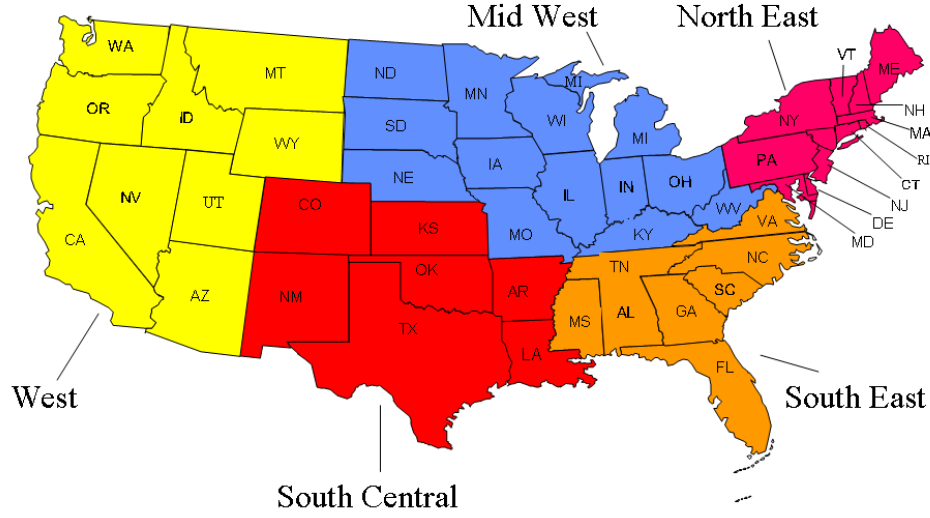 Mid West
North East
WA
MT
ND
MN
MI
VT
ME
OR
ID
SD
WI
MI
NY
NH
MA
WY
IA
PA
RI
NV
UT
NE
IL
IN
OH
CT
NJ
CA
CO
KS
MO
KY
WV
VA
DE
MD
AZ
NM
OK
AR
TN
NC
SC
TX
LA
MS
AL
GA
FL
West
South East
South Central